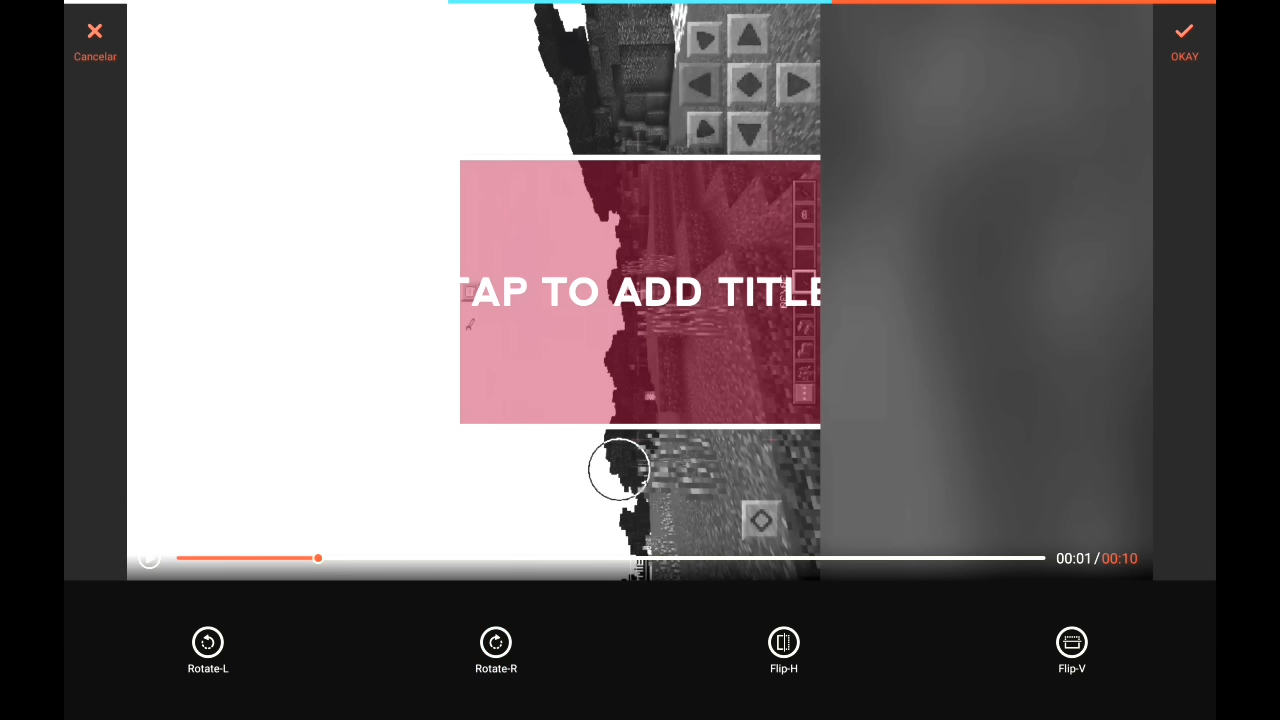 Cancelar
OKAY
TAP TO ADD TITLE
00:01/00:10
Rotate-L
Rotate-R
Flip-H
Flip-V